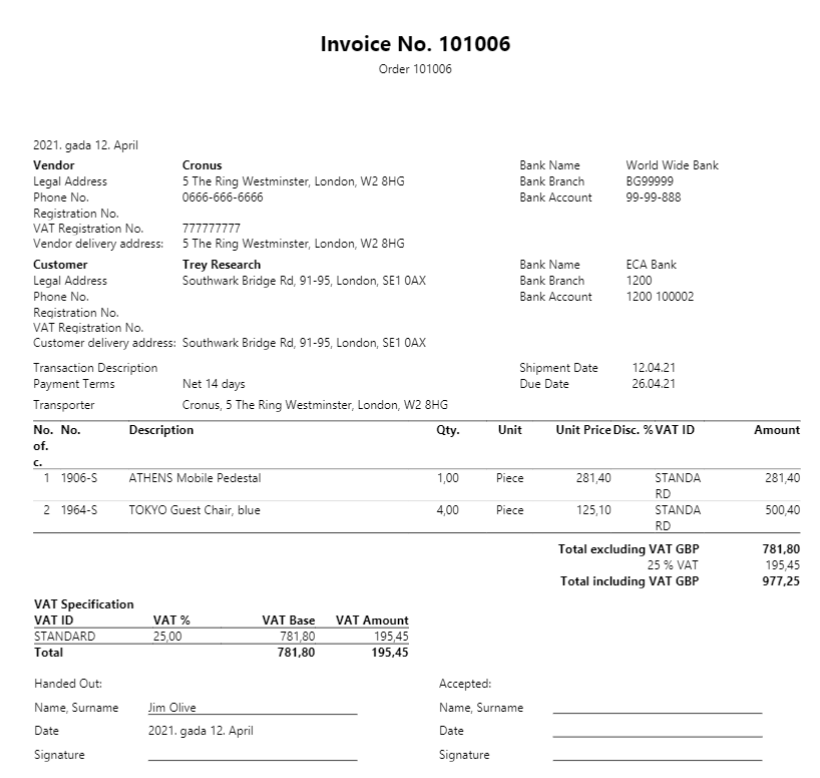 Invoice No. 101006
Order 101006
2021. gada 12. April
Vendor Cronus Bank Name World Wide Bank
Legal Address 5 The Ring Westminster, London, W2 8HG Bank Branch BG99999
Phone No. 0666-666-6666 Bank Account 99-99-888
Registration No.
VAT Registration No. 777777777
Vendor delivery address: 5 The Ring Westminster, London, W2 8HG
Customer Trey Research Bank Name ECA Bank
Legal Address Southwark Bridge Rd, 91-95, London, SE1 0AX Bank Branch 1200
Phone No. Bank Account 1200 100002
Registration No.
VAT Registration No.
Customer delivery address: Southwark Bridge Rd, 91-95, London, SE1 0AX
Transaction Description Shipment Date 12.04.21
Payment Terms Net 14 days Due Date 26.04.21
Transporter Cronus, 5 The Ring Westminster, London, W2 8HG
No. No. Description Qty. Unit Unit Price Disc. % VAT ID Amount
of.
c.
1 1906-S ATHENS Mobile Pedestal 1,00 Piece 281,40 STANDA 281,40
RD
2 1964-S TOKYO Guest Chair, blue 4,00 Piece 125,10 STANDA 500,40
RD
Total excluding VAT GBP 781,80
25 % VAT 195,45
Total including VAT GBP 977,25
VAT Specification
VAT ID VAT % VAT Base VAT Amount
STANDARD 25,00 781,80 195,45
Total 781,80 195,45
Handed Out: Accepted:
Name, Surname Jim Olive Name, Surname
Date 2021. gada 12. April Date
Signature Signature